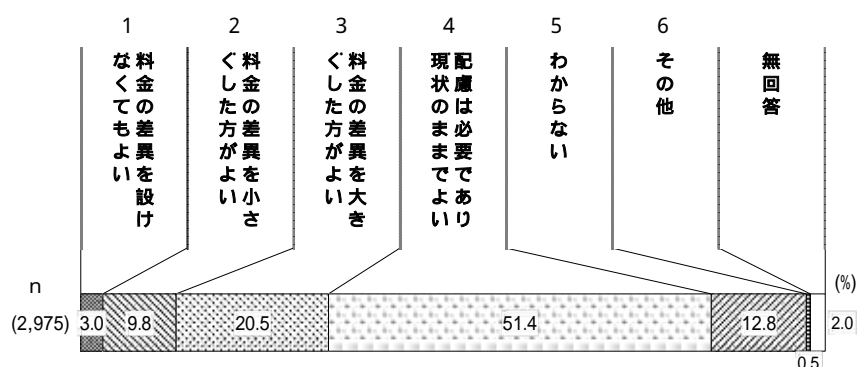 1 2 3 4 5 6
料金の差異を設け
なくてもよい
料金の差異を小さ
くした方がよい
料金の差異を大き
くした方がよい
配慮は必要であり
現状のままでよい
わからない
その他
無回答
n
(%)
(2,975) 3.0 9.8 20.5 51.4 12.8 2.0
0.5